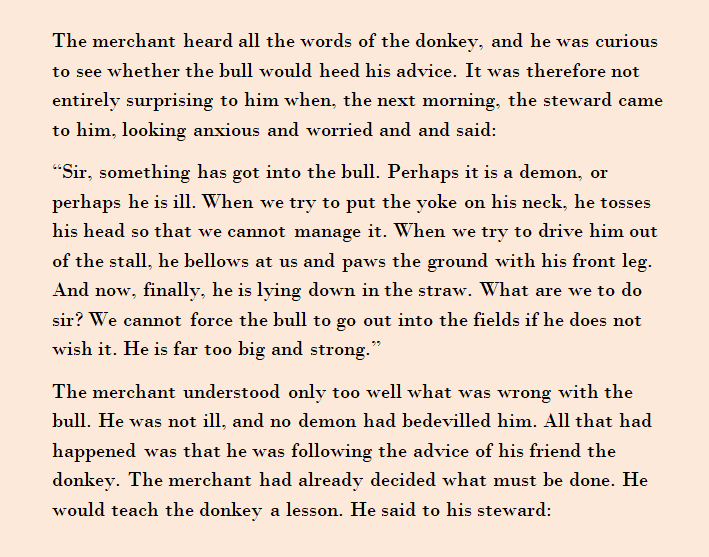 The merchant heard all the words of the donkey, and he was curious
to see whether the bull would heed his advice. It was therefore not
entirely surprising to him when, the next morning, the steward came
to him, looking anxious and worried and and said:
“Sir, something has got into the bull. Perhaps it is a demon, or
perhaps he is ill. When we try to put the yoke on his neck, he tosses
his head so that we cannot manage it. When we try to drive him out
of the stall, he bellows at us and paws the ground with his front leg.
And now, finally, he is lying down in the straw. What are we to do
sir? We cannot force the bull to go out into the fields if he does not
wish it. He is far too big and strong.”
The merchant understood only too well what was wrong with the
bull. He was not ill, and no demon had bedevilled him. All that had
happened was that he was following the advice of his friend the
donkey. The merchant had already decided what must be done. He
would teach the donkey a lesson. He said to his steward: